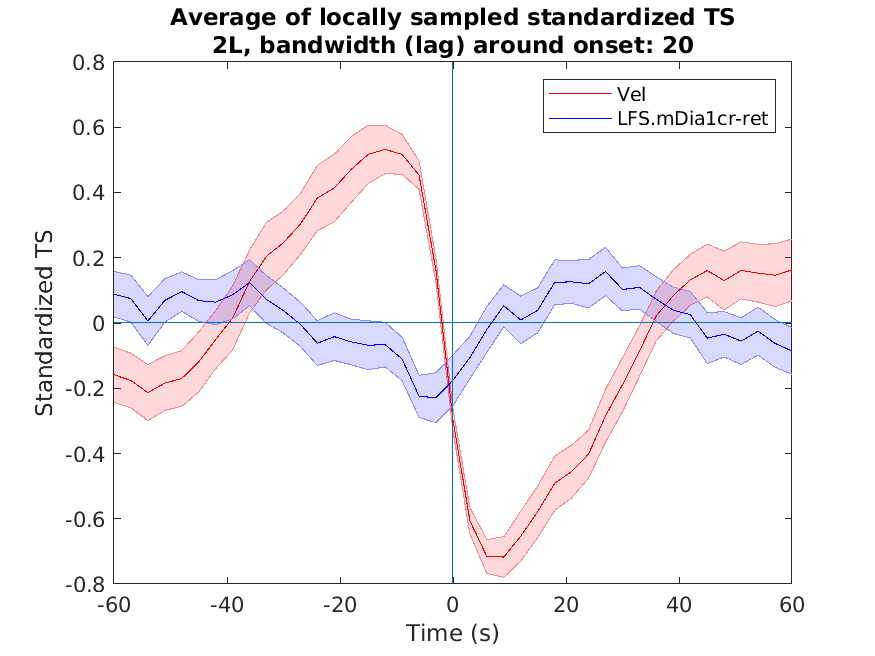 Average of locally sampled standardized TS
2L, bandwidth (lag) around onset: 20
Vel
LFS.mDia1cr-ret
Standardized TS
0.8
0.6
0.4
0.2
0
-0.2
-0.4
-0.6
-0.8
-60
-40
-20
0
20
40
60
Time (s)